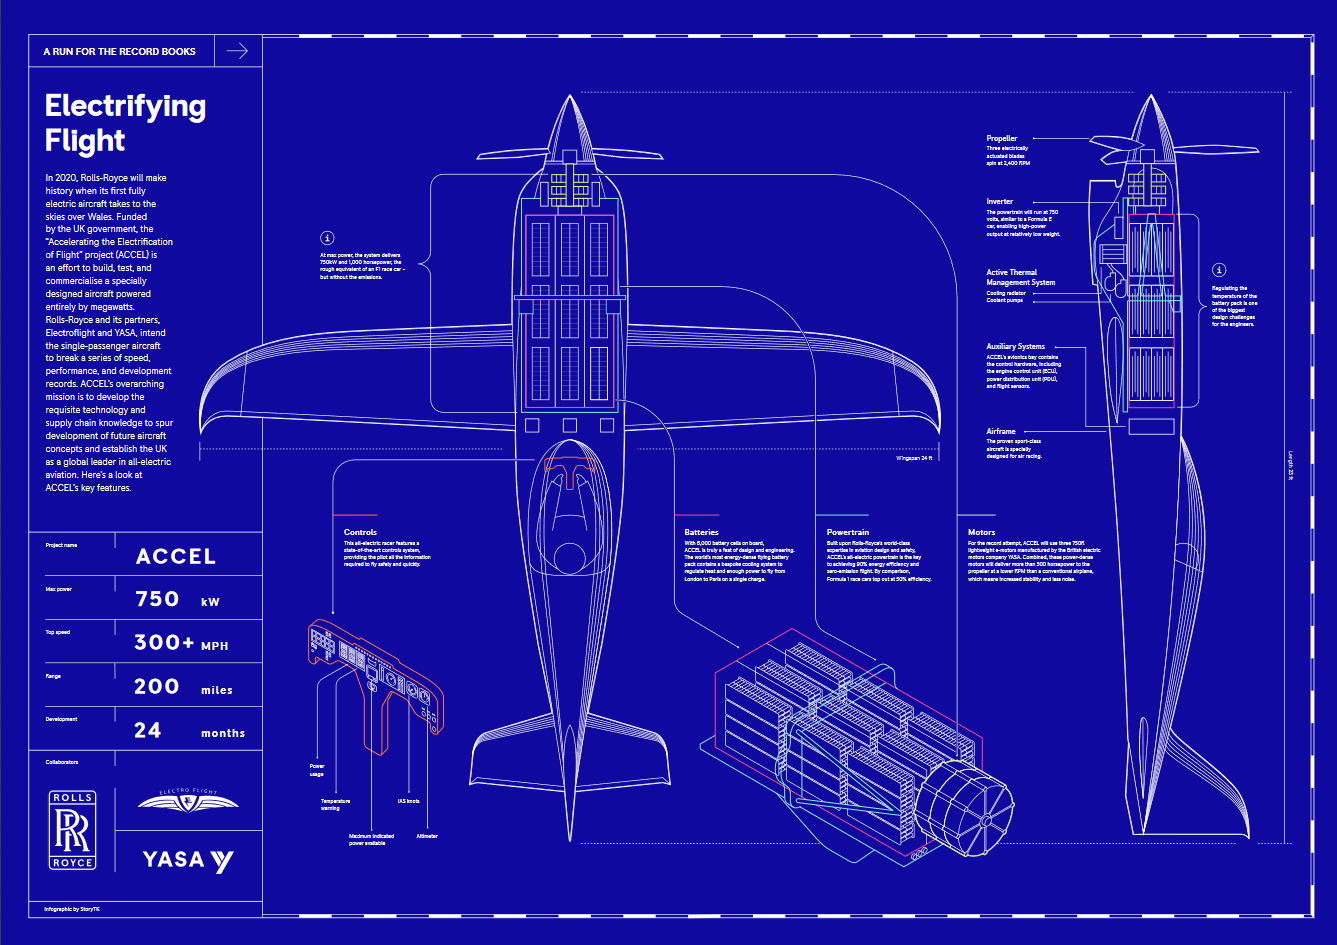 A RUN FOR THE RECORD BOOKS
Electrifying
Flight
In 2020, Rolls-Royce will make
history when its first fully
electric aircraft takes to the
skies over Wales. Funded
by the UK government, the
"Accelerating the Electrification
of Flight" project (ACCEL) is
an effort to build, test, and
commercialise a specially
designed aircraft powered
entirely by megawatts.
Rolls-Royce and its partners,
Electroflight and YASA, intend
the single-passenger aircraft
to break a series of speed,
performance, and development
records. ACCEL's overarching
mission is to develop the
requisite technology and
supply chain knowledge to spur
development of future aircraft
concepts and establish the UK
as a global leader in all-electric
aviation. Here's a look at
ACCEL's key features.
Project name
ACCEL
Max power
750 kW
Top speed
300+ MPH
Range
200 miles
Development
24 months
Collaborators
ROLLS
RR
ROYCE
ELECTRO FLIGHT
YASA
Infographic by StoryTK
i
At max power, the system delivers
750kW and 1,000 horsepower, the
rough equivalent of an F1 race car –
but without the emissions.
Propeller
Three electrically
actuated blades
spin at 2,400 RPM
Inverter
The powertrain will run at 750
volts, similar to a Formula E
car, enabling high-power
output at relatively low weight.
Active Thermal
Management System
Cooling radiator
Coolant pumps
i
Regulating the
temperature of the
battery pack is one
of the biggest
design challenges
for the engineers.
Auxiliary Systems
ACCEL's avionics bay contains
the control hardware, including
the engine control unit (ECU),
power distribution unit (PDU),
and flight sensors.
Airframe
The proven sport-class
aircraft is specially
designed for air racing.
Wingspan 24 ft
Length 23 ft
Controls
This all-electric racer features a
state-of-the-art controls system,
providing the pilot all the information
required to fly safely and quickly.
Batteries
With 6,000 battery cells on board,
ACCEL is truly a feat of design and engineering.
The world's most energy-dense flying battery
pack contains a bespoke cooling system to
regulate heat and enough power to fly from
London to Paris on a single charge.
Powertrain
Built upon Rolls-Royce's world-class
expertise in aviation design and safety,
ACCEL's all-electric powertrain is the key
to achieving 90% energy efficiency and
zero-emission flight. By comparison,
Formula 1 race cars top out at 50% efficiency.
Motors
For the record attempt, ACCEL will use three 750R
lightweight e-motors manufactured by the British electric
motors company YASA. Combined, these power-dense
motors will deliver more than 500 horsepower to the
propeller at a lower RPM than a conventional airplane,
which means increased stability and less noise.
Power
usage
Temperature
warning
Maximum indicated
power available
IAS knots
Altimeter